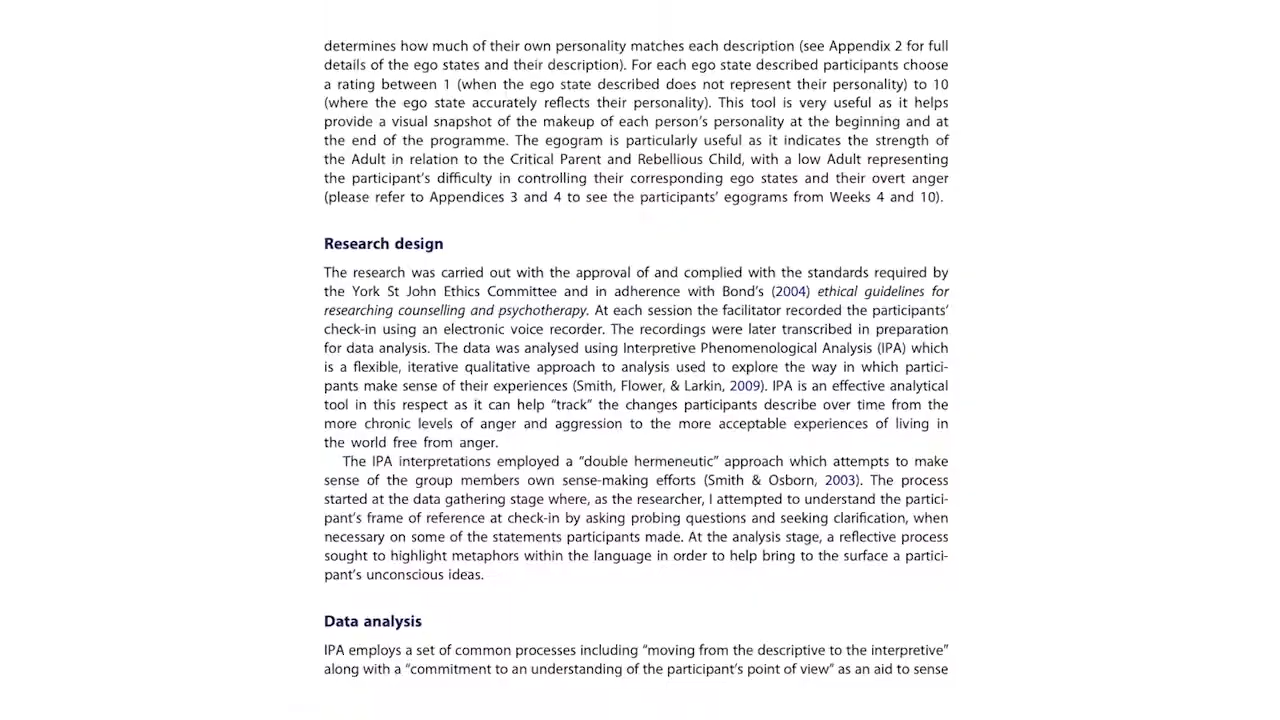 determines how much of their own personality matches each description (see Appendix 2 for full
details of the ego states and their description). For each ego state described participants choose
a rating between 1 (when the ego state described does not represent their personality) to 10
(where the ego state accurately reflects their personality). This tool is very useful as it helps
provide a visual snapshot of the makeup of each person's personality at the beginning and at
the end of the programme. The egogram is particularly useful as it indicates the strength of
the Adult in relation to the Critical Parent and Rebellious Child, with a low Adult representing
the participant's difficulty in controlling their corresponding ego states and their overt anger
(please refer to Appendices 3 and 4 to see the participants' egograms from Weeks 4 and 10).
Research design
The research was carried out with the approval of and complied with the standards required by
the York St John Ethics Committee and in adherence with Bond's (2004) ethical guidelines for
researching counselling and psychotherapy. At each session the facilitator recorded the participants'
check-in using an electronic voice recorder. The recordings were later transcribed in preparation
for data analysis. The data was analysed using Interpretive Phenomenological Analysis (IPA) which
is a flexible, iterative qualitative approach to analysis used to explore the way in which partici-
pants make sense of their experiences (Smith, Flower, & Larkin, 2009). IPA is an effective analytical
tool in this respect as it can help "track" the changes participants describe over time from the
more chronic levels of anger and aggression to the more acceptable experiences of living in
the world free from anger.
The IPA interpretations employed a "double hermeneutic" approach which attempts to make
sense of the group members own sense-making efforts (Smith & Osborn, 2003). The process
started at the data gathering stage where, as the researcher, I attempted to understand the partici-
pant's frame of reference at check-in by asking probing questions and seeking clarification, when
necessary on some of the statements participants made. At the analysis stage, a reflective process
sought to highlight metaphors within the language in order to help bring to the surface a partici-
pant's unconscious ideas.
Data analysis
IPA employs a set of common processes including "moving from the descriptive to the interpretive"
along with a "commitment to an understanding of the participant's point of view" as an aid to sense